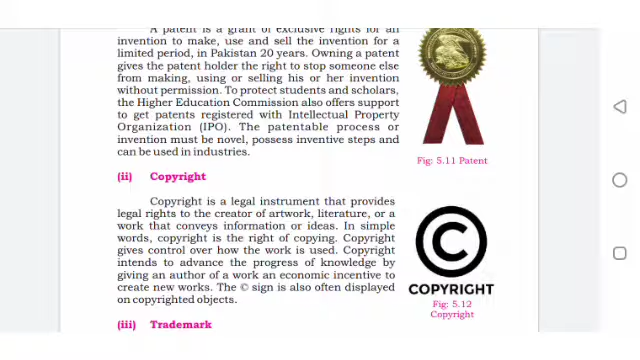 A patent is a grant of exclusive rights for an
invention to make, use and sell the invention for a
limited period, in Pakistan 20 years. Owning a patent
gives the patent holder the right to stop someone else
from making, using or selling his or her invention
without permission. To protect students and scholars,
the Higher Education Commission also offers support
to get patents registered with Intellectual Property
Organization (IPO). The patentable process or
invention must be novel, possess inventive steps and
can be used in industries.
Fig: 5.11 Patent
(ii) Copyright
Copyright is a legal instrument that provides
legal rights to the creator of artwork, literature, or a
work that conveys information or ideas. In simple
words, copyright is the right of copying. Copyright
gives control over how the work is used. Copyright
intends to advance the progress of knowledge by
giving an author of a work an economic incentive to
create new works. The © sign is also often displayed
on copyrighted objects.
©
COPYRIGHT
Fig: 5.12
Copyright
(iii) Trademark